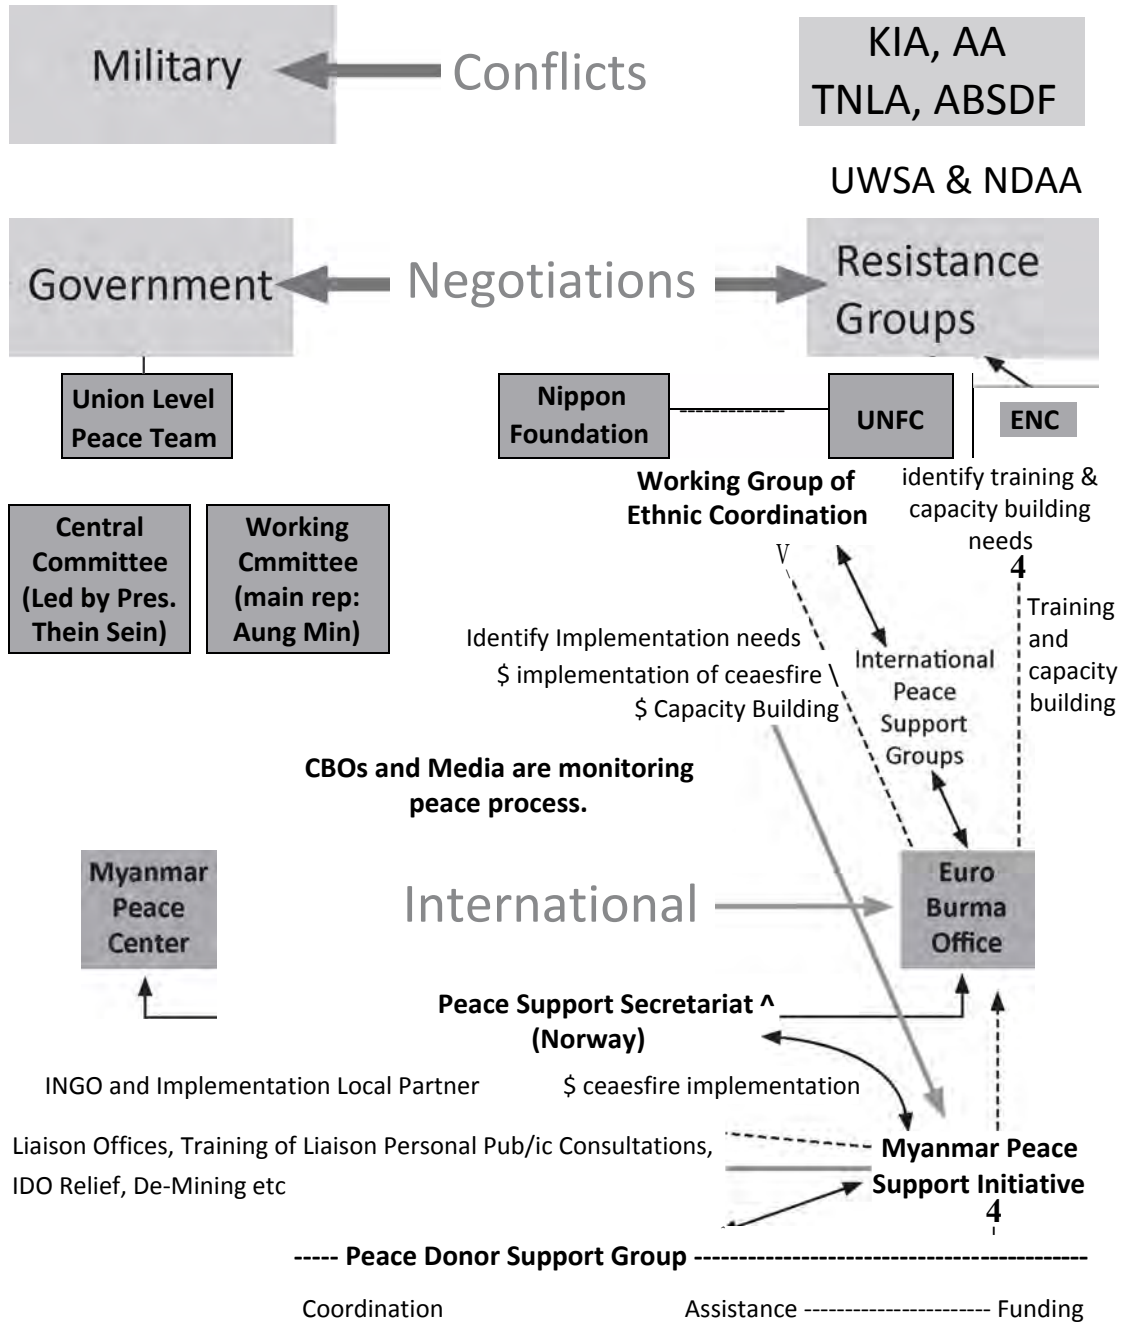 Military
Conflicts
KIA, AA
TNLA, ABSDF
UWSA & NDAA
Government
Negotiations
Resistance
Groups
Union Level
Peace Team
Nippon
Foundation
-------------
UNFC
ENC
Working Group of
Ethnic Coordination
identify training &
capacity building
needs
4
Central
Committee
(Led by Pres.
Thein Sein)
Working
Cmmittee
(main rep:
Aung Min)
V
Training
and
capacity
building
Identify Implementation needs
$ implementation of ceaesfire \
$ Capacity Building
International
Peace
Support
Groups
CBOs and Media are monitoring
peace process.
Myanmar
Peace
Center
International
Euro
Burma
Office
Peace Support Secretariat ^
(Norway)
INGO and Implementation Local Partner
$ ceaesfire implementation
Liaison Offices, Training of Liaison Personal Pub/ic Consultations,
IDO Relief, De-Mining etc
Myanmar Peace
Support Initiative
4
----- Peace Donor Support Group --------------------------------------------
Coordination
Assistance ----------------------- Funding